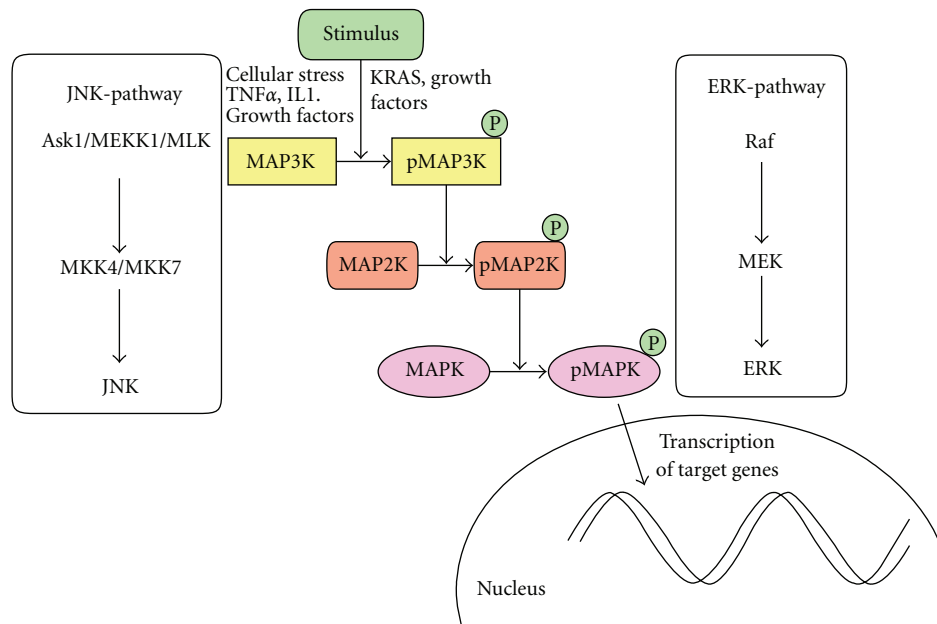 Stimulus
JNK-pathway
Ask1/MEKK1/MLK
MKK4/MKK7
JNK
Cellular stress
TNFα, IL1.
Growth factors
KRAS, growth
factors
MAP3K
pMAP3K
P
MAP2K
pMAP2K
P
MAPK
pMAPK
P
ERK-pathway
Raf
MEK
ERK
Transcription
of target genes
Nucleus